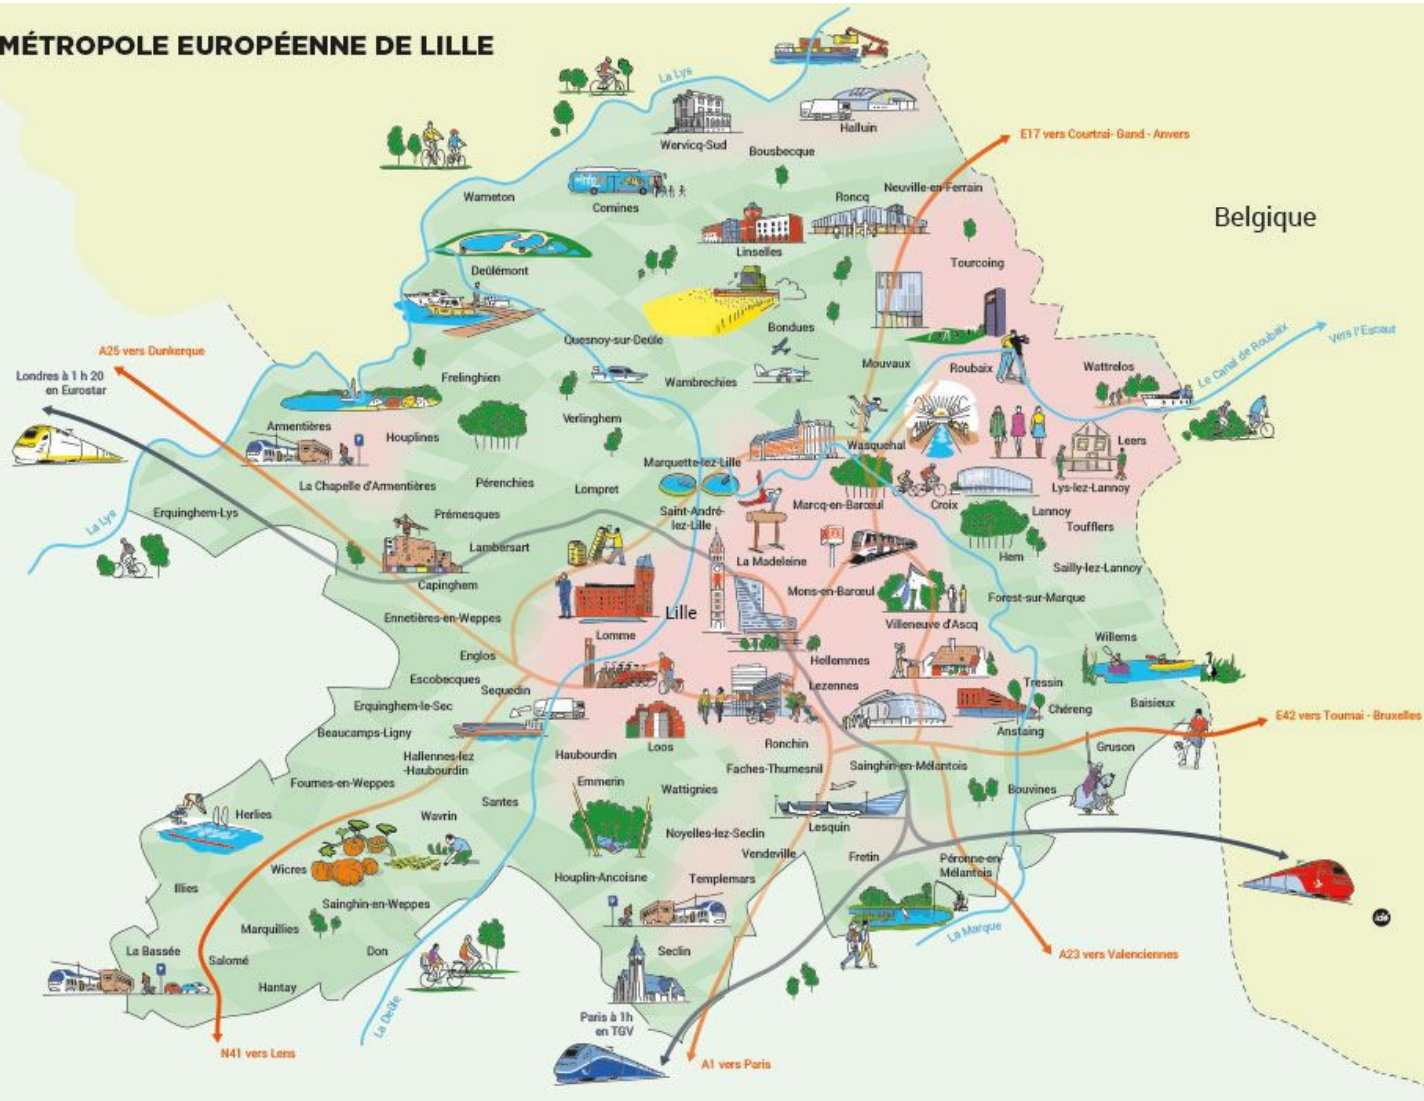 MÉTROPOLE EUROPÉENNE DE LILLE
La Lys
Halluin
Wervicq-Sud
Bousbecque
E17 vers Courtrai- Gand - Anvers
Warneton
Comines
Roncq
Neuville-en-Ferrain
Belgique
Linselles
Tourcoing
Deûlémont
Bondues
Quesnoy-sur-Deûle
A25 vers Dunkerque
Londres à 1 h 20
en Eurostar
Frelinghien
Wambrechies
Mouvaux
Roubaix
Wattrelos
Le Canal de Roubaix
Vers l'Escaut
Armentières
Houplines
Verlinghem
Wasquehal
Leers
Marquette-lez-Lille
La Chapelle d'Armentières
Pérenchies
Lompret
Lys-lez-Lannoy
Erquinghem-Lys
La Lys
Prémesques
Saint-André-
lez-Lille
Marcq-en-Barœul
Croix
Lannoy
Toufflers
Lambersart
La Madeleine
Hem
Sailly-lez-Lannoy
Capinghem
Mons-en-Barœul
Forest-sur-Marque
Ennetières-en-Weppes
Lille
Villeneuve d'Ascq
Lomme
Willems
Englos
Hellemmes
Escobecques
Sequedin
Lezennes
Tressin
Erquinghem-le-Sec
Chéreng
Baisieux
Beaucamps-Ligny
Anstaing
E42 vers Tournai - Bruxelles
Hallennes-lez
-Haubourdin
Haubourdin
Loos
Ronchin
Gruson
Faches-Thumesnil
Sainghin-en-Mélantois
Fournes-en-Weppes
Emmerin
Wattignies
Bouvines
Santes
Herlies
Wavrin
Noyelles-lez-Seclin
Lesquin
Vendeville
Fretin
Péronne-en-
Mélantois
Wicres
Houplin-Ancoisne
Templemars
Illies
Sainghin-en-Weppes
Marquillies
La Marque
La Bassée
Salomé
Don
Seclin
A23 vers Valenciennes
Hantay
La Deûle
Paris à 1h
en TGV
N41 vers Lens
A1 vers Paris
idé